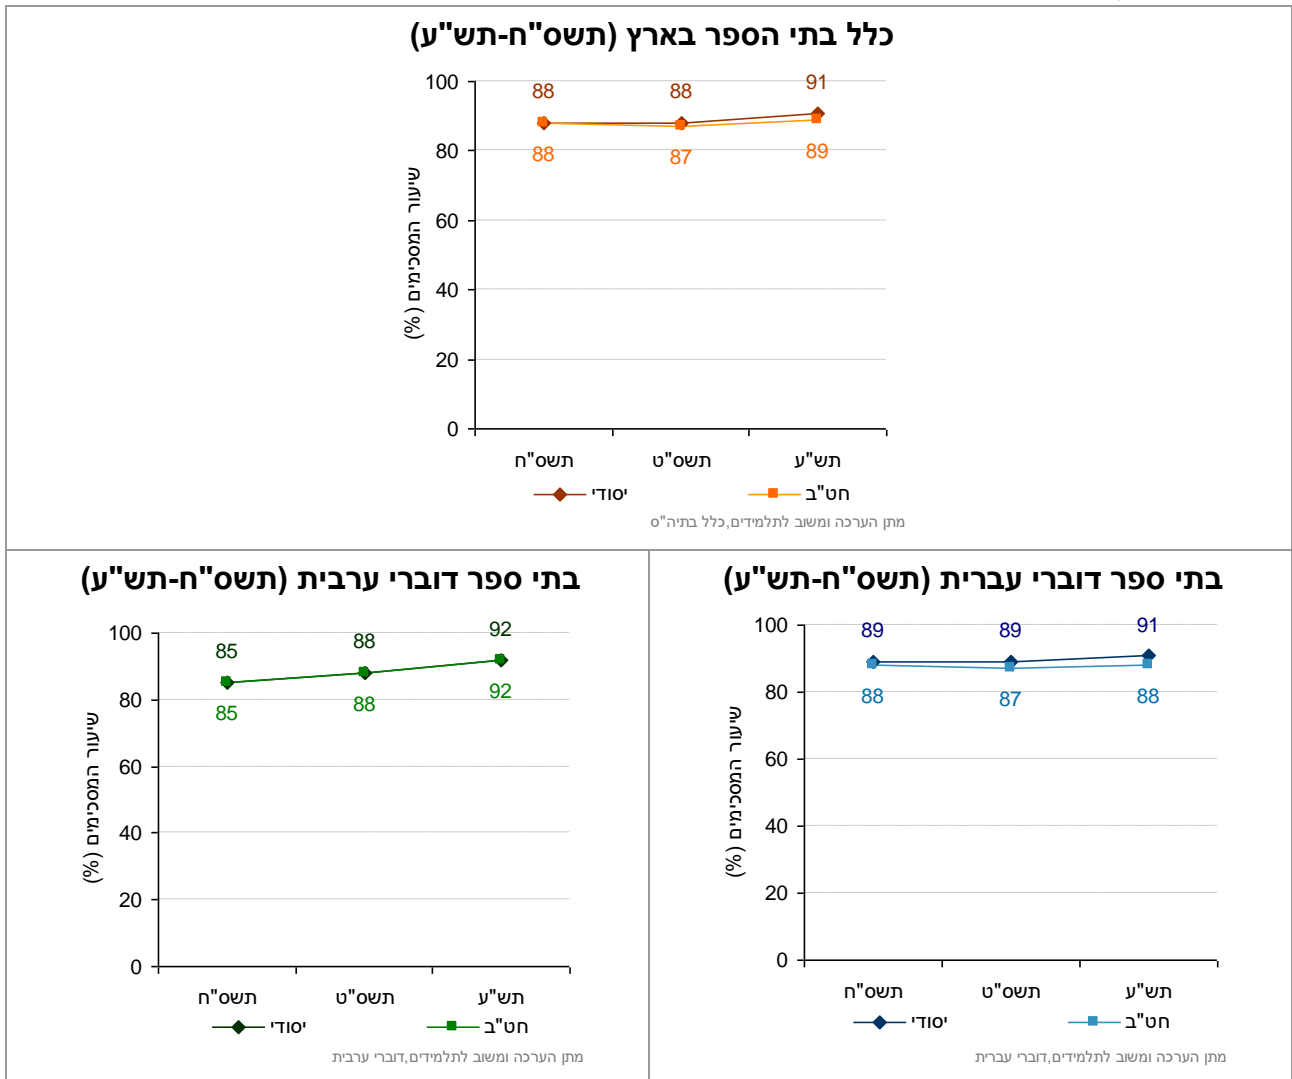 כלל בתי הספר בארץ (תשס"ח-תש"ע)
שיעור המסכימים (%)
100
80
60
40
20
0
88 88 91
88 87 89
תשס"ח תשס"ט תש"ע
יסודי חט"ב
מתן הערכה ומשוב לתלמידים,כלל בתיה"ס
בתי ספר דוברי עברית (תשס"ח-תש"ע)
שיעור המסכימים (%)
100
80
60
40
20
0
89 89 91
88 87 88
תשס"ח תשס"ט תש"ע
יסודי חט"ב
מתן הערכה ומשוב לתלמידים,דוברי עברית
בתי ספר דוברי ערבית (תשס"ח-תש"ע)
שיעור המסכימים (%)
100
80
60
40
20
0
85 88 92
85 88 92
תשס"ח תשס"ט תש"ע
יסודי חט"ב
מתן הערכה ומשוב לתלמידים,דוברי ערבית